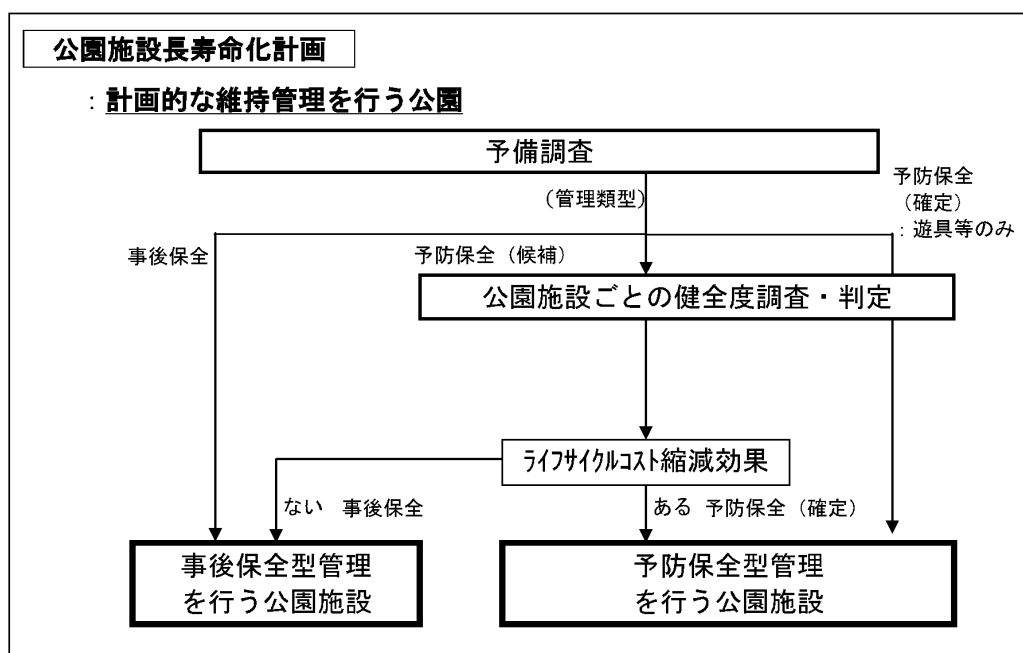 公園施設長寿命化計画
：計画的な維持管理を行う公園
予備調査
(管理類型)
予防保全
（確定）
：遊具等のみ
事後保全
予防保全（候補）
公園施設ごとの健全度調査・判定
ﾗｲﾌｻｲｸﾙｺｽﾄ縮減効果
ない 事後保全
ある 予防保全（確定）
事後保全型管理
を行う公園施設
予防保全型管理
を行う公園施設